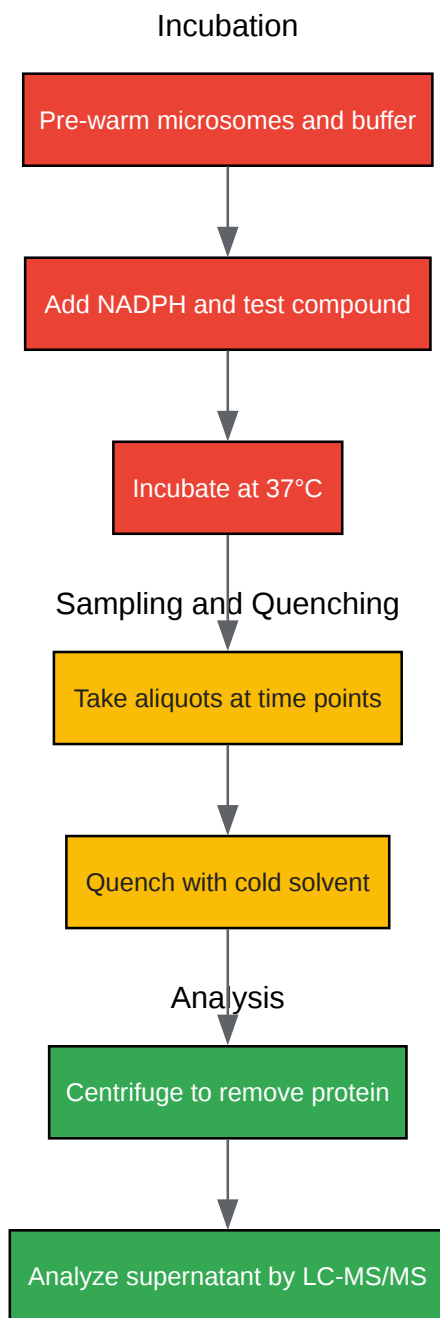 Incubation
Pre-warm microsomes and buffer
Add NADPH and test compound
Incubate at 37°C
Sampling and Quenching
Take aliquots at time points
Quench with cold solvent
Analysis
Centrifuge to remove protein
Analyze supernatant by LC-MS/MS